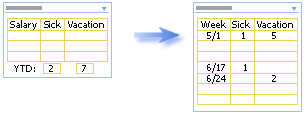 Salary Sick Vacation
YTD: 2 7
Week Sick Vacation
5/1 1 5
6/17 1
6/24 2